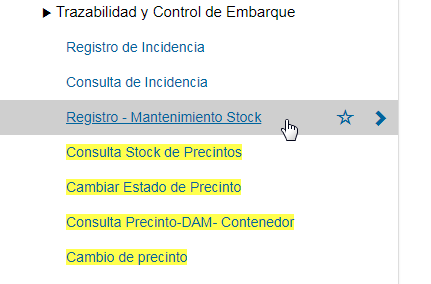 Trazabilidad y Control de Embarque
Registro de Incidencia
Consulta de Incidencia
Registro - Mantenimiento Stock
Consulta Stock de Precintos
Cambiar Estado de Precinto
Consulta Precinto-DAM- Contenedor
Cambio de precinto